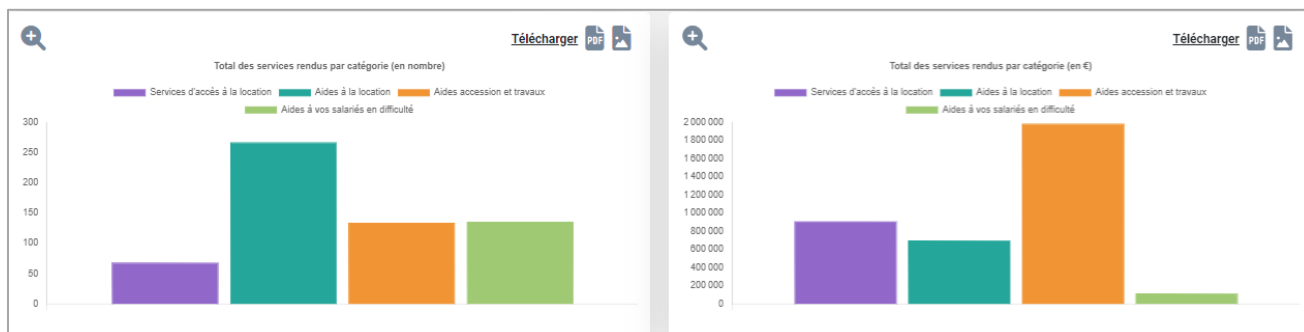 Télécharger PDF
Total des services rendus par catégorie (en nombre)
Services d'accès à la location Aides à la location Aides accession et travaux
Aides à vos salariés en difficulté
300
250
200
150
100
50
0
Télécharger PDF
Total des services rendus par catégorie (en €)
Services d'accès à la location Aides à la location Aides accession et travaux
Aides à vos salariés en difficulté
2 000 000
1 800 000
1 600 000
1 400 000
1 200 000
1 000 000
800 000
600 000
400 000
200 000
0